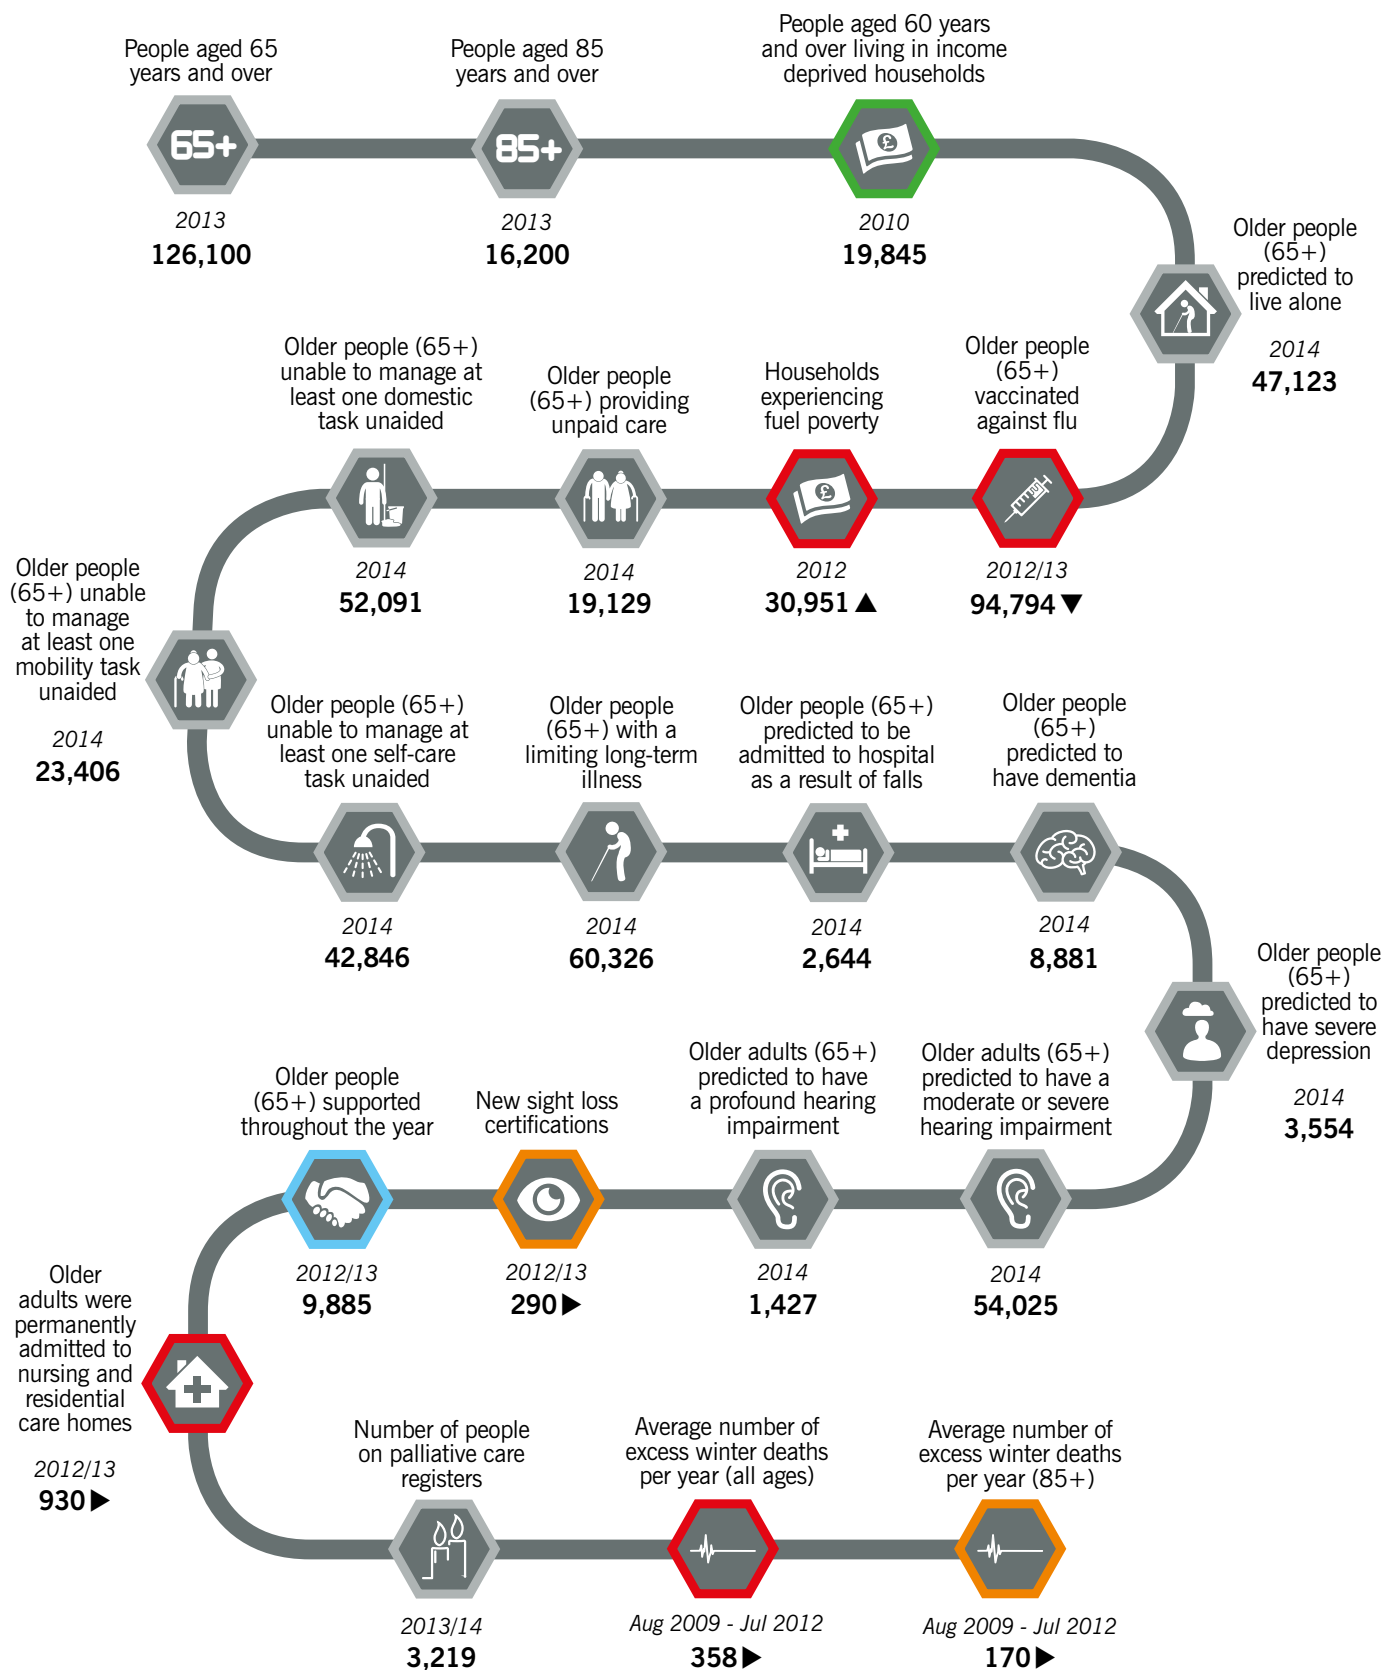 People aged 65
years and over
65+
2013
126,100
People aged 85
years and over
85+
2013
16,200
People aged 60 years
and over living in income
deprived households
£
2010
19,845
Older people
(65+)
predicted to
live alone
2014
47,123
Older people
(65+)
vaccinated
against flu
2012/13
94,794 ▼
Households
experiencing
fuel poverty
£
2012
30,951 ▲
Older people
(65+) providing
unpaid care
2014
19,129
Older people (65+)
unable to manage at
least one domestic
task unaided
2014
52,091
Older people
(65+) unable
to manage
at least one
mobility task
unaided
2014
23,406
Older people (65+)
unable to manage at
least one self-care
task unaided
2014
42,846
Older people
(65+) with a
limiting long-term
illness
2014
60,326
Older people (65+)
predicted to be
admitted to hospital
as a result of falls
2014
2,644
Older people
(65+)
predicted to
have dementia
2014
8,881
Older people
(65+)
predicted to
have severe
depression
2014
3,554
Older adults (65+)
predicted to have a
moderate or severe
hearing impairment
2014
54,025
Older adults (65+)
predicted to have
a profound hearing
impairment
2014
1,427
New sight loss
certifications
2012/13
290 ▶
Older people
(65+) supported
throughout the year
2012/13
9,885
Older
adults were
permanently
admitted to
nursing and
residential
care homes
2012/13
930 ▶
Number of people
on palliative care
registers
2013/14
3,219
Average number of
excess winter deaths
per year (all ages)
Aug 2009 - Jul 2012
358 ▶
Average number of
excess winter deaths
per year (85+)
Aug 2009 - Jul 2012
170 ▶